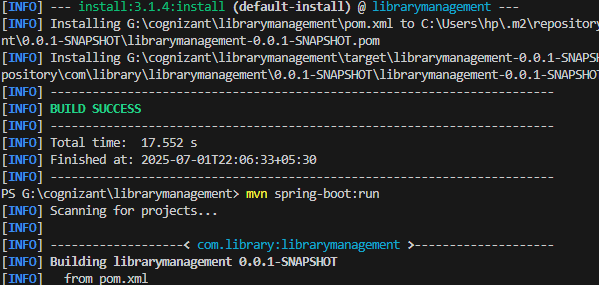 [INFO] --- install:3.1.4:install (default-install) @ librarymanagement ---
[INFO] Installing G:\cognizant\librarymanagement\pom.xml to C:\Users\hp\.m2\repository
nt\0.0.1-SNAPSHOT\librarymanagement-0.0.1-SNAPSHOT.pom
[INFO] Installing G:\cognizant\librarymanagement\target\librarymanagement-0.0.1-SNAPSH
pository\com\library\librarymanagement\0.0.1-SNAPSHOT\librarymanagement-0.0.1-SNAPSHOT
[INFO] ------------------------------------------------------------------------
[INFO] BUILD SUCCESS
[INFO] ------------------------------------------------------------------------
[INFO] Total time:  17.552 s
[INFO] Finished at: 2025-07-01T22:06:33+05:30
[INFO] ------------------------------------------------------------------------
PS G:\cognizant\librarymanagement> mvn spring-boot:run
[INFO] Scanning for projects...
[INFO]
[INFO] -------------------< com.library:librarymanagement >--------------------
[INFO] Building librarymanagement 0.0.1-SNAPSHOT
[INFO]   from pom.xml